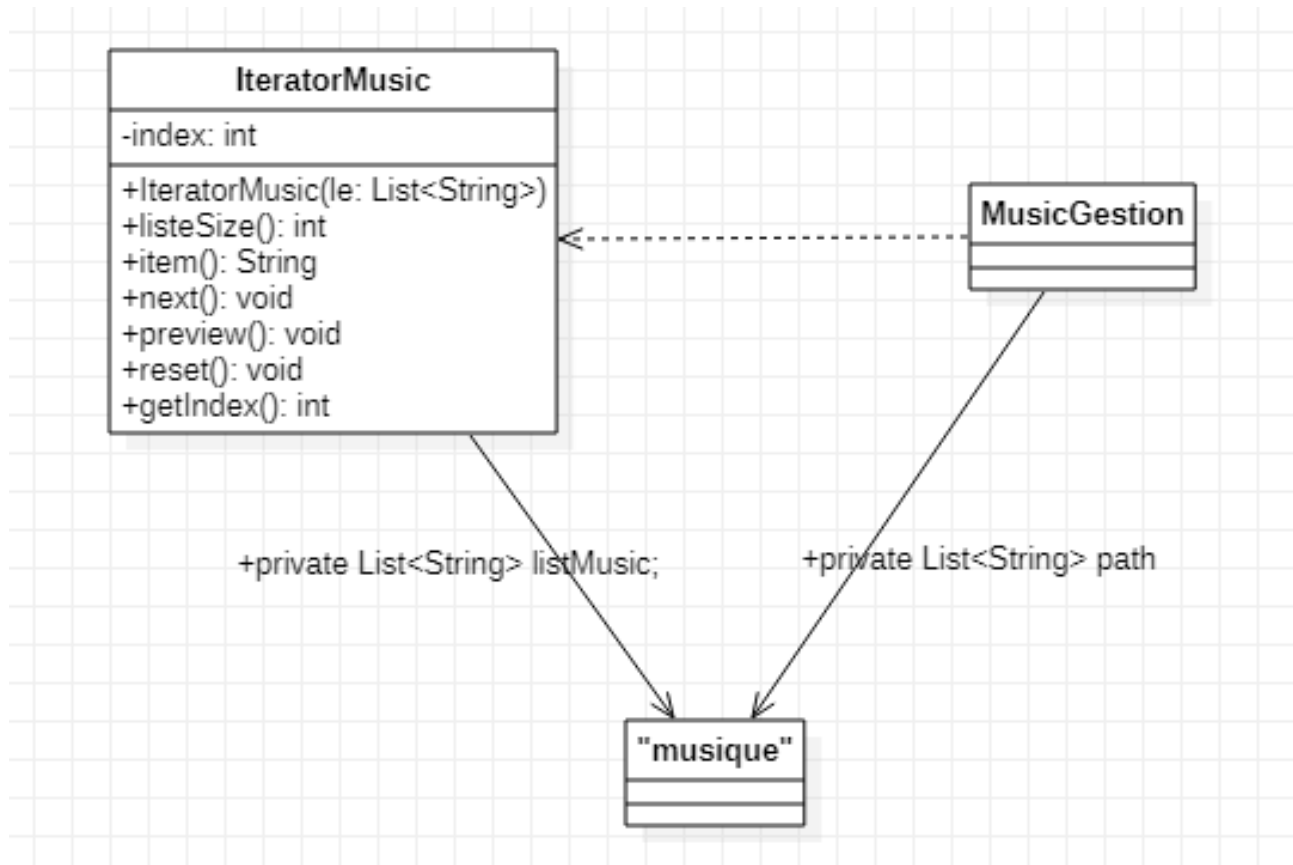 IteratorMusic
-index: int
+IteratorMusic(le: List<String>)
+listeSize(): int
+item(): String
+next(): void
+preview(): void
+reset(): void
+getIndex(): int
MusicGestion
+private List<String> listMusic;
+private List<String> path
"musique"